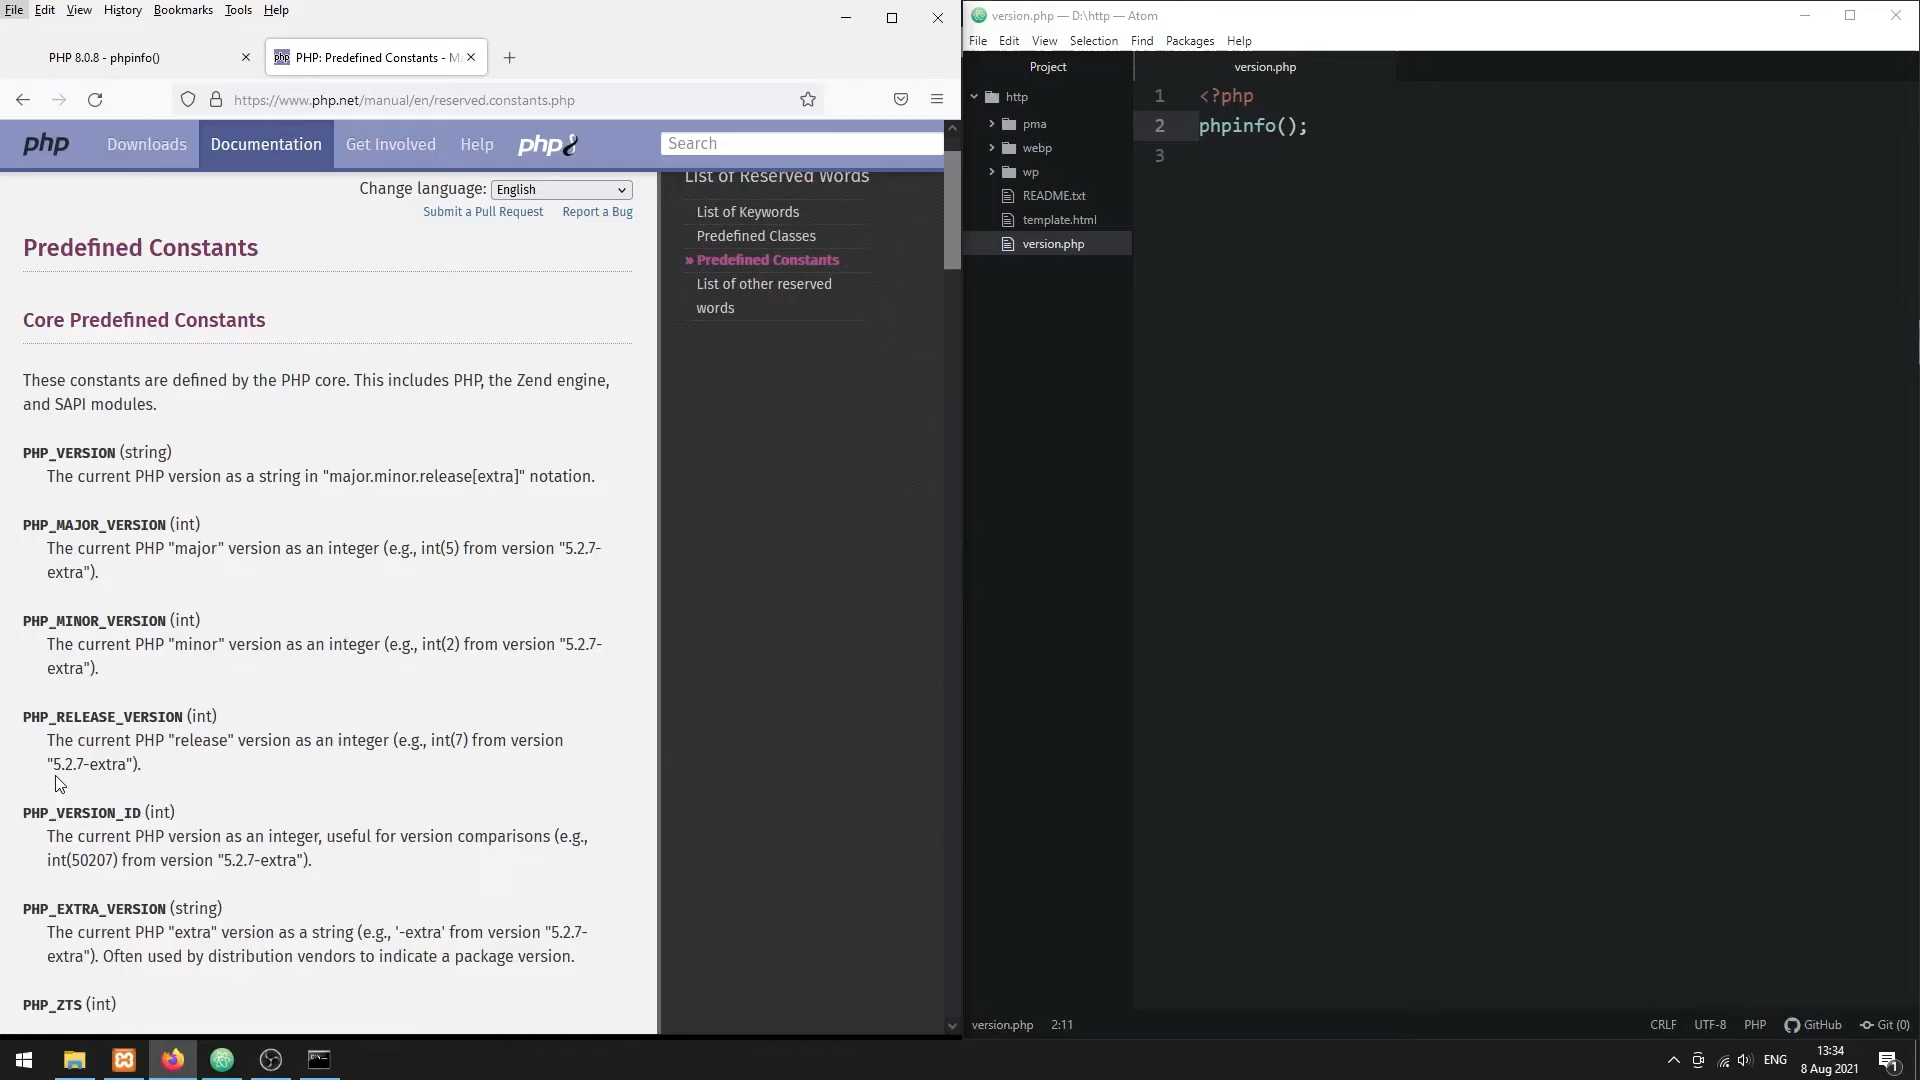 File Edit View History Bookmarks Tools Help
PHP 8.0.8 - phpinfo()
php PHP: Predefined Constants - M
https://www.php.net/manual/en/reserved.constants.php
php Downloads Documentation Get Involved Help php8 Search
Change language: English
Submit a Pull Request Report a Bug
Predefined Constants
Core Predefined Constants
These constants are defined by the PHP core. This includes PHP, the Zend engine,
and SAPI modules.
PHP_VERSION (string)
The current PHP version as a string in "major.minor.release[extra]" notation.
PHP_MAJOR_VERSION (int)
The current PHP "major" version as an integer (e.g., int(5) from version "5.2.7-
extra").
PHP_MINOR_VERSION (int)
The current PHP "minor" version as an integer (e.g., int(2) from version "5.2.7-
extra").
PHP_RELEASE_VERSION (int)
The current PHP "release" version as an integer (e.g., int(7) from version
"5.2.7-extra").
PHP_VERSION_ID (int)
The current PHP version as an integer, useful for version comparisons (e.g.,
int(50207) from version "5.2.7-extra").
PHP_EXTRA_VERSION (string)
The current PHP "extra" version as a string (e.g., '-extra' from version "5.2.7-
extra"). Often used by distribution vendors to indicate a package version.
PHP_ZTS (int)
List of Reserved Words
List of Keywords
Predefined Classes
» Predefined Constants
List of other reserved
words
version.php — D:\http — Atom
File Edit View Selection Find Packages Help
Project
http
pma
webp
wp
README.txt
template.html
version.php
version.php
1 <?php
2 phpinfo();
3
version.php 2:11
CRLF UTF-8 PHP GitHub Git (0)
ENG
13:34
8 Aug 2021
1